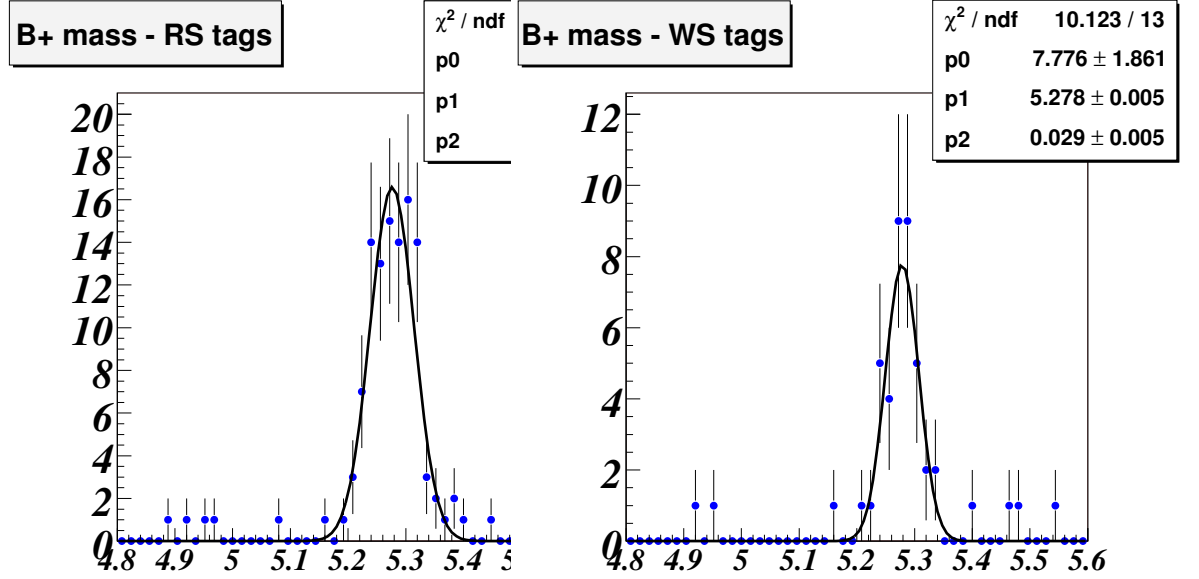 B+ mass - RS tags
χ² / ndf
p0
p1
p2
20
18
16
14
12
10
8
6
4
2
0
4.8 4.9 5 5.1 5.2 5.3 5.4 5
B+ mass - WS tags
χ² / ndf 10.123 / 13
p0 7.776 ± 1.861
p1 5.278 ± 0.005
p2 0.029 ± 0.005
12
10
8
6
4
2
0
4.8 4.9 5 5.1 5.2 5.3 5.4 5.5 5.6